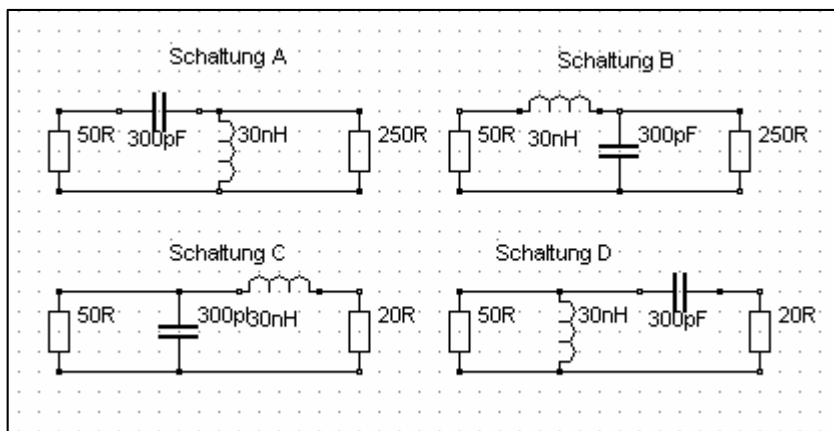 Schaltung A
50R 300pF 30nH 250R
Schaltung B
50R 30nH 300pF 250R
Schaltung C
50R 300p 30nH 20R
Schaltung D
50R 30nH 300pF 20R